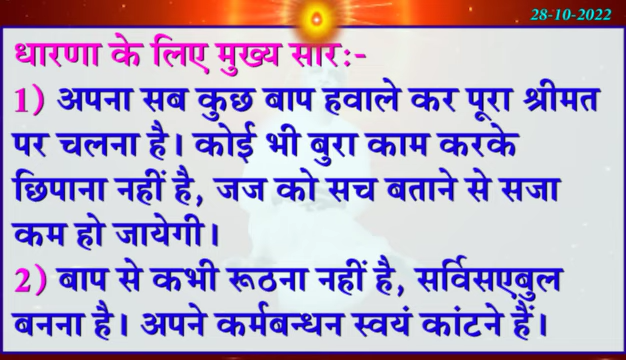 28-10-2022
धारणा के लिए मुख्य सार:-
1) अपना सब कुछ बाप हवाले कर पूरा श्रीमत
पर चलना है। कोई भी बुरा काम करके
छिपाना नहीं है, जज को सच बताने से सजा
कम हो जायेगी।
2) बाप से कभी रूठना नहीं है, सर्विसएबुल
बनना है। अपने कर्मबन्धन स्वयं कांटने हैं।